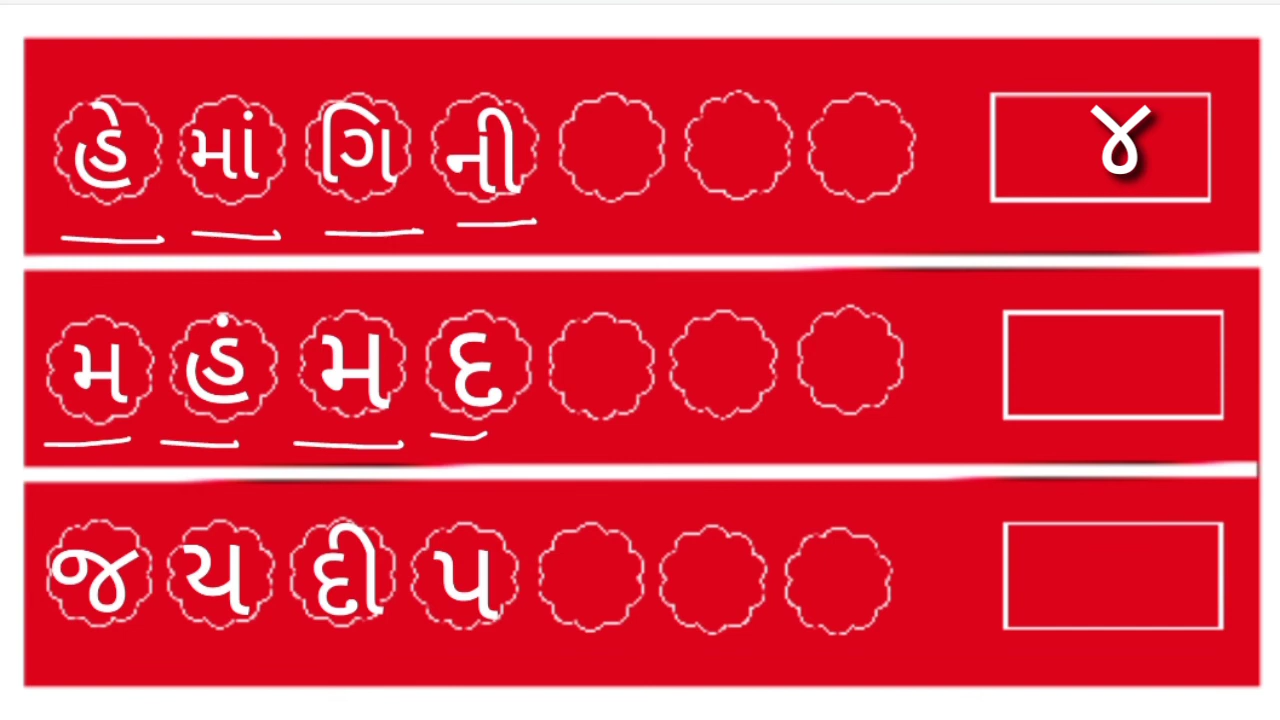 હે માં ગિ ની ૪
મ હં મ દ
જ ય દી પ